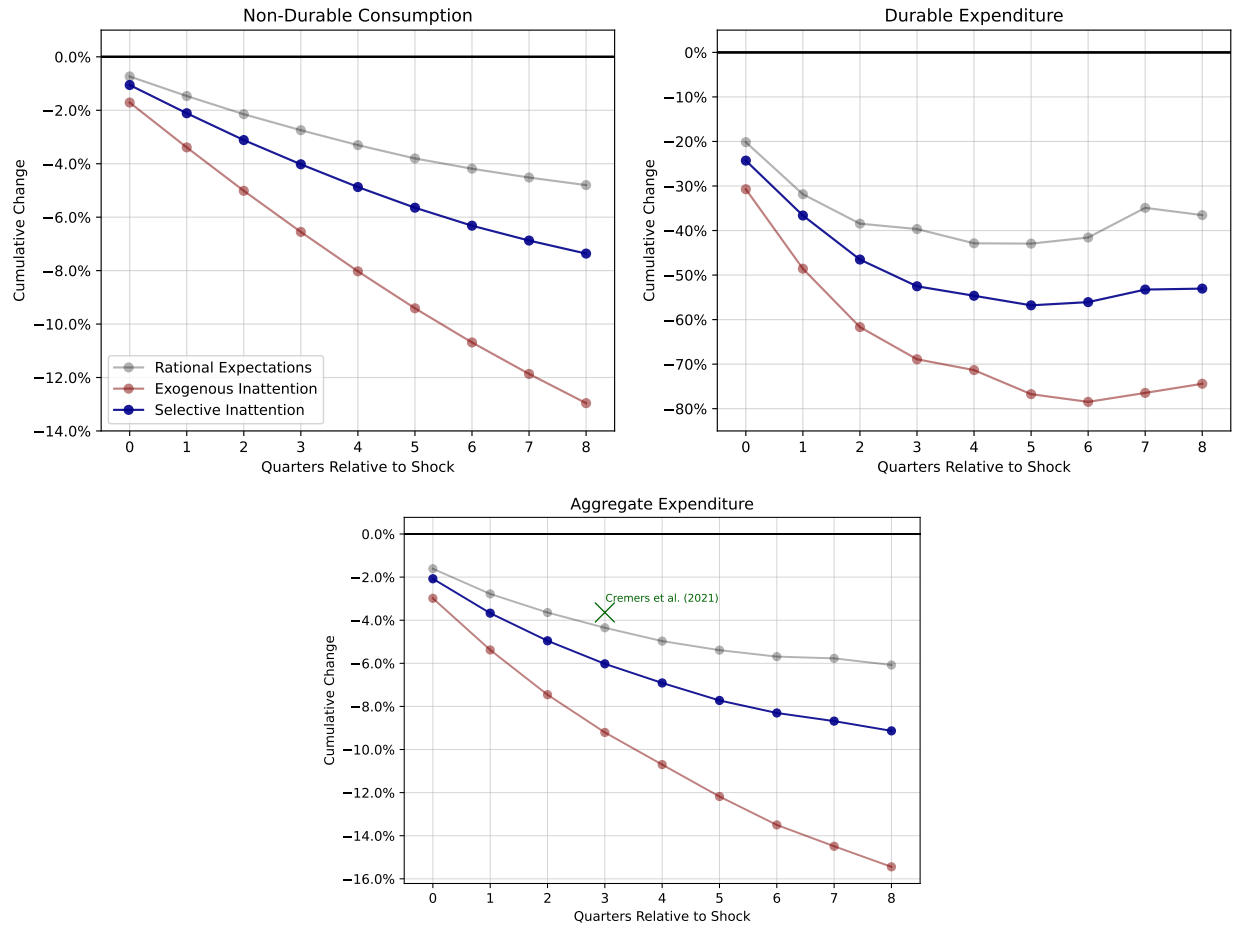 Non-Durable Consumption
0.0%
−2.0%
−4.0%
−6.0%
−8.0%
−10.0%
−12.0%
−14.0%
Cumulative Change
Rational Expectations
Exogenous Inattention
Selective Inattention
0 1 2 3 4 5 6 7 8
Quarters Relative to Shock
Durable Expenditure
0%
−10%
−20%
−30%
−40%
−50%
−60%
−70%
−80%
Cumulative Change
0 1 2 3 4 5 6 7 8
Quarters Relative to Shock
Aggregate Expenditure
0.0%
−2.0%
−4.0%
−6.0%
−8.0%
−10.0%
−12.0%
−14.0%
−16.0%
Cumulative Change
Cremers et al. (2021)
0 1 2 3 4 5 6 7 8
Quarters Relative to Shock